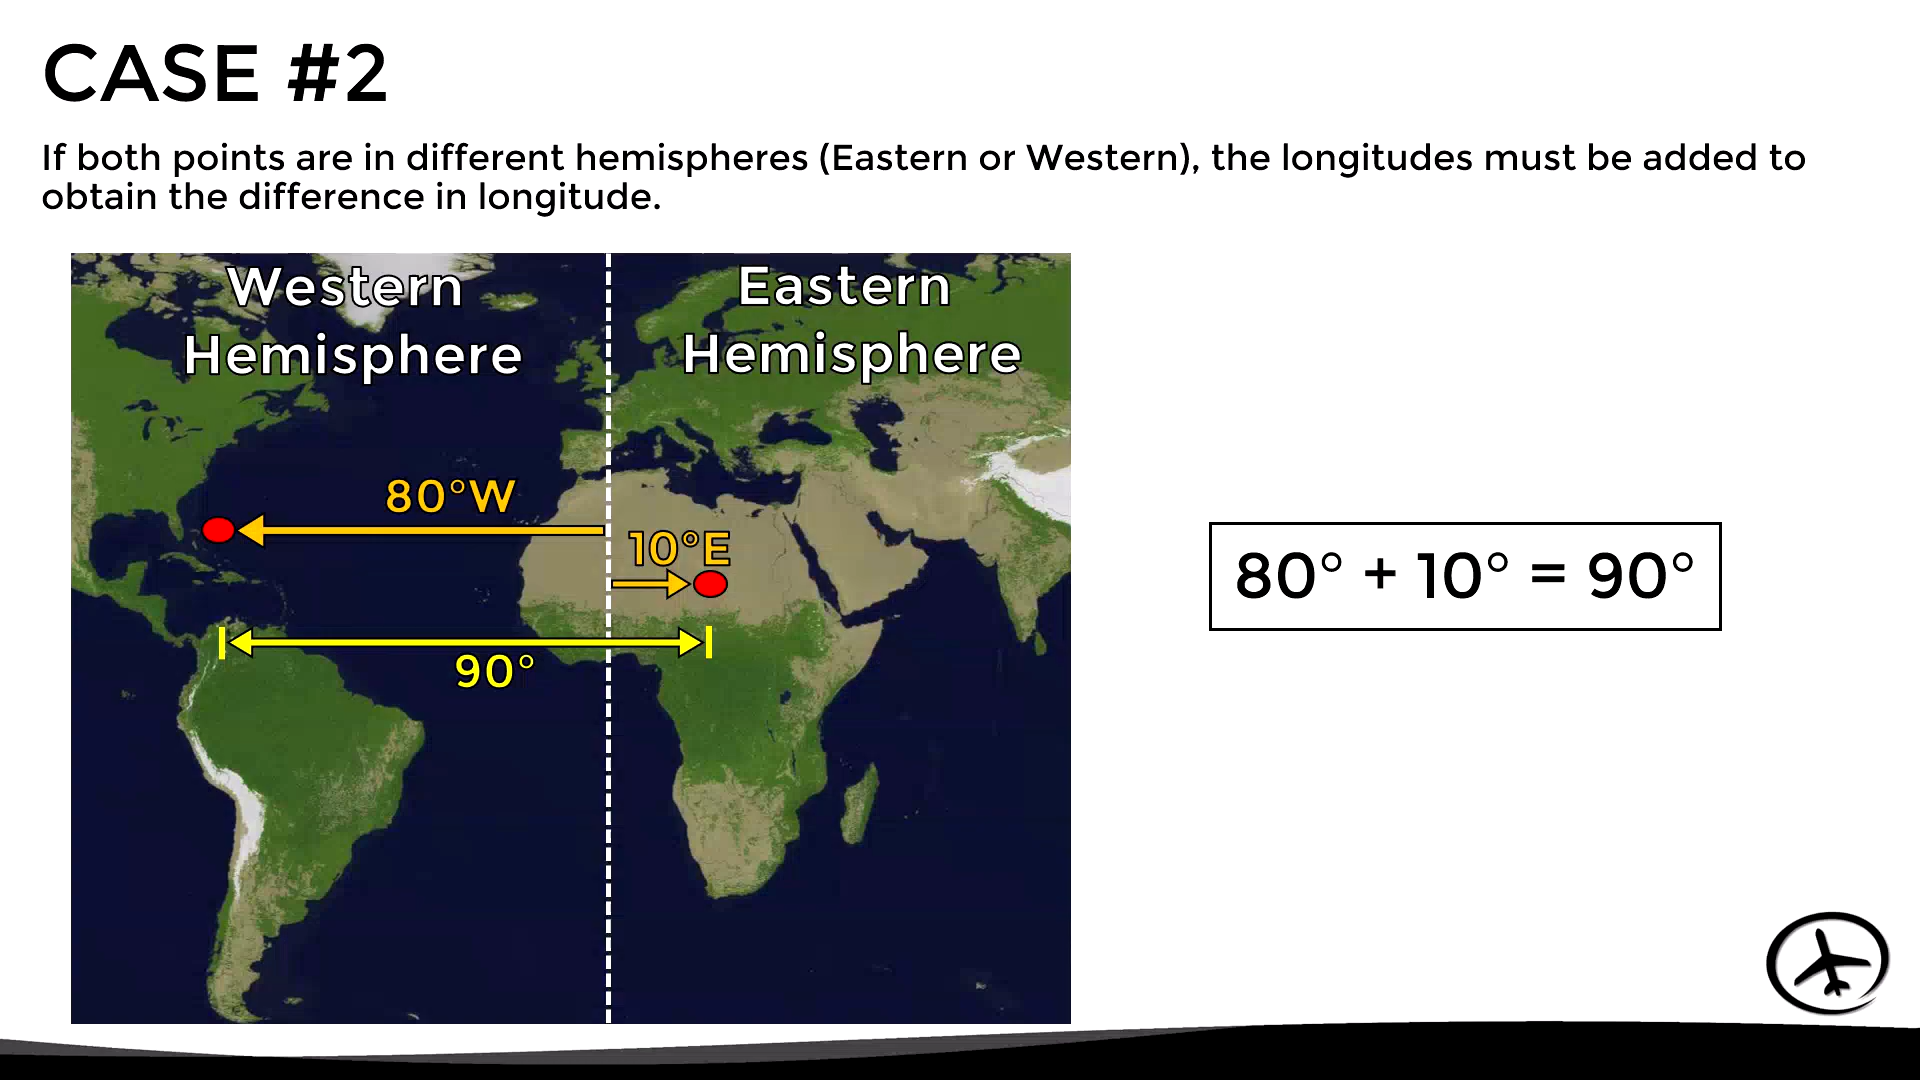 CASE #2
If both points are in different hemispheres (Eastern or Western), the longitudes must be added to
obtain the difference in longitude.
Western
Hemisphere
Eastern
Hemisphere
80°W
10°E
90°
80° + 10° = 90°